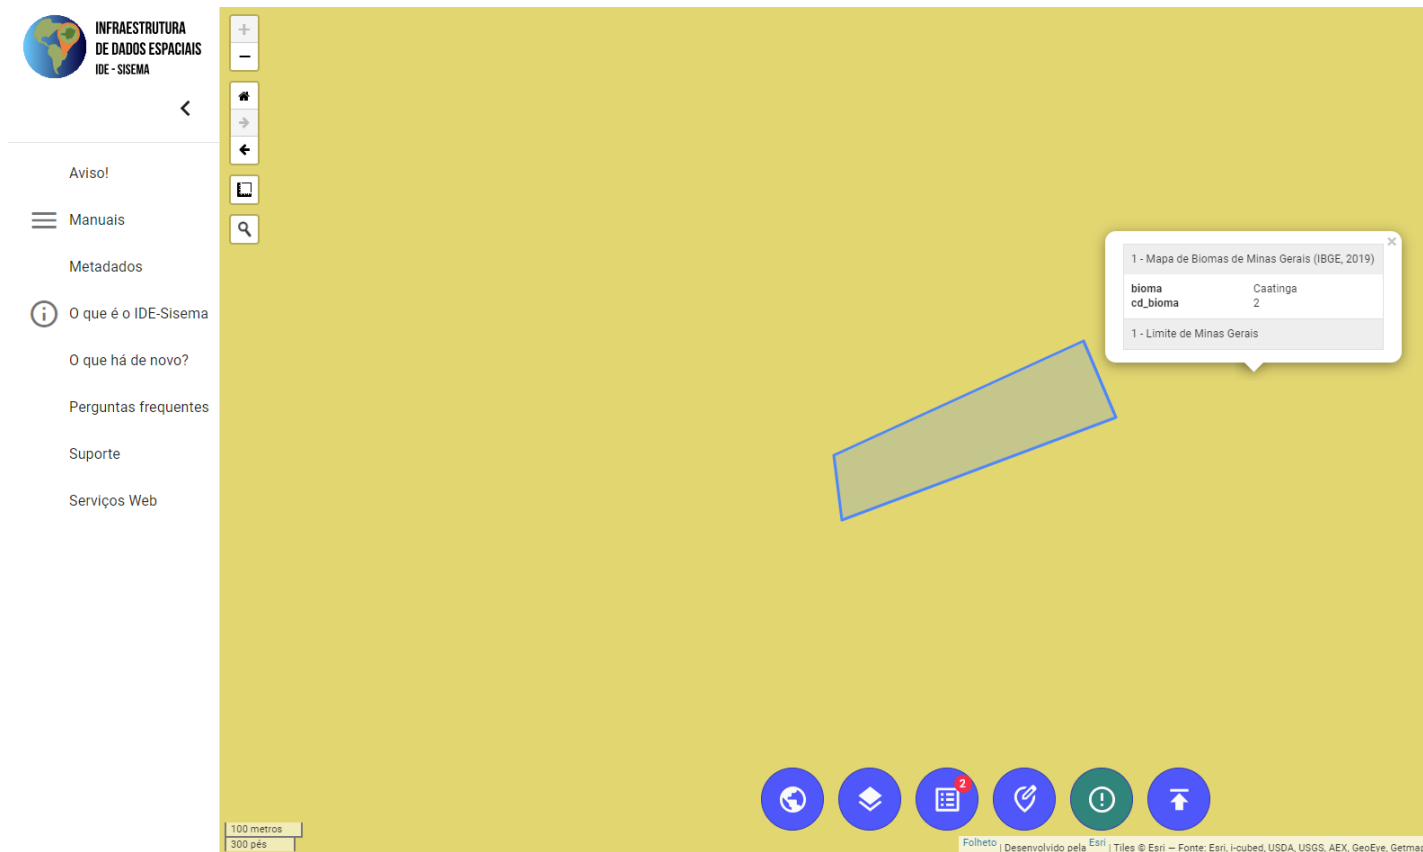 INFRAESTRUTURA
DE DADOS ESPACIAIS
IDE - SISEMA
Aviso!
Manuais
Metadados
O que é o IDE-Sisema
O que há de novo?
Perguntas frequentes
Suporte
Serviços Web
1 - Mapa de Biomas de Minas Gerais (IBGE, 2019)
bioma Caatinga
cd_bioma 2
1 - Limite de Minas Gerais
2
100 metros
300 pés
Folheto | Desenvolvido pela Esri | Tiles © Esri — Fonte: Esri, i-cubed, USDA, USGS, AEX, GeoEye, Getmap